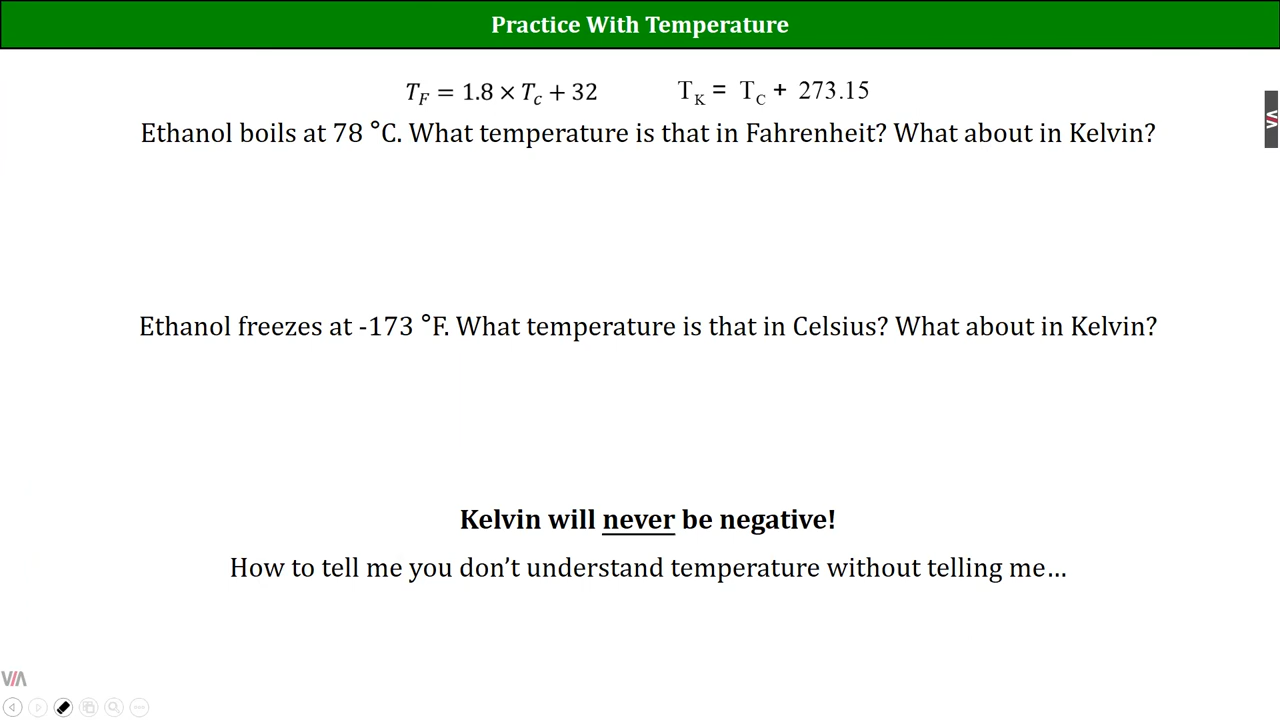 Practice With Temperature
T_F = 1.8 × T_c + 32 T_K = T_C + 273.15
Ethanol boils at 78 °C. What temperature is that in Fahrenheit? What about in Kelvin?
Ethanol freezes at -173 °F. What temperature is that in Celsius? What about in Kelvin?
Kelvin will never be negative!
How to tell me you don’t understand temperature without telling me…
VIA
VIA